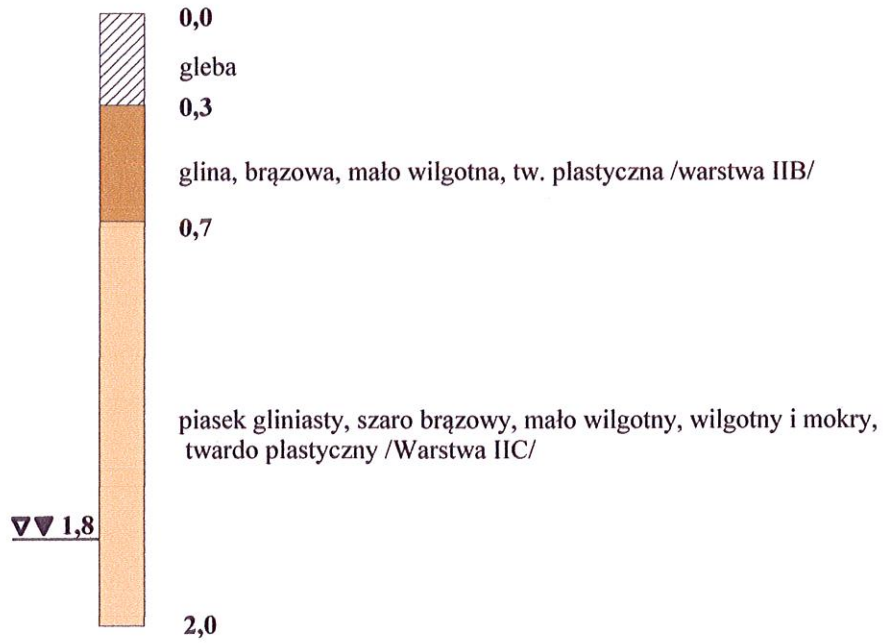 0,0
gleba
0,3
glina, brązowa, mało wilgotna, tw. plastyczna /warstwa IIB/
0,7
piasek gliniasty, szaro brązowy, mało wilgotny, wilgotny i mokry,
twardo plastyczny /Warstwa IIC/
1,8
2,0